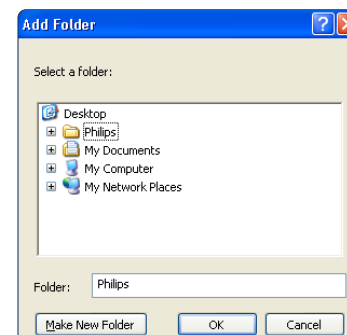 Add Folder
Select a folder:
Desktop
Philips
My Documents
My Computer
My Network Places
Folder: Philips
Make New Folder OK Cancel